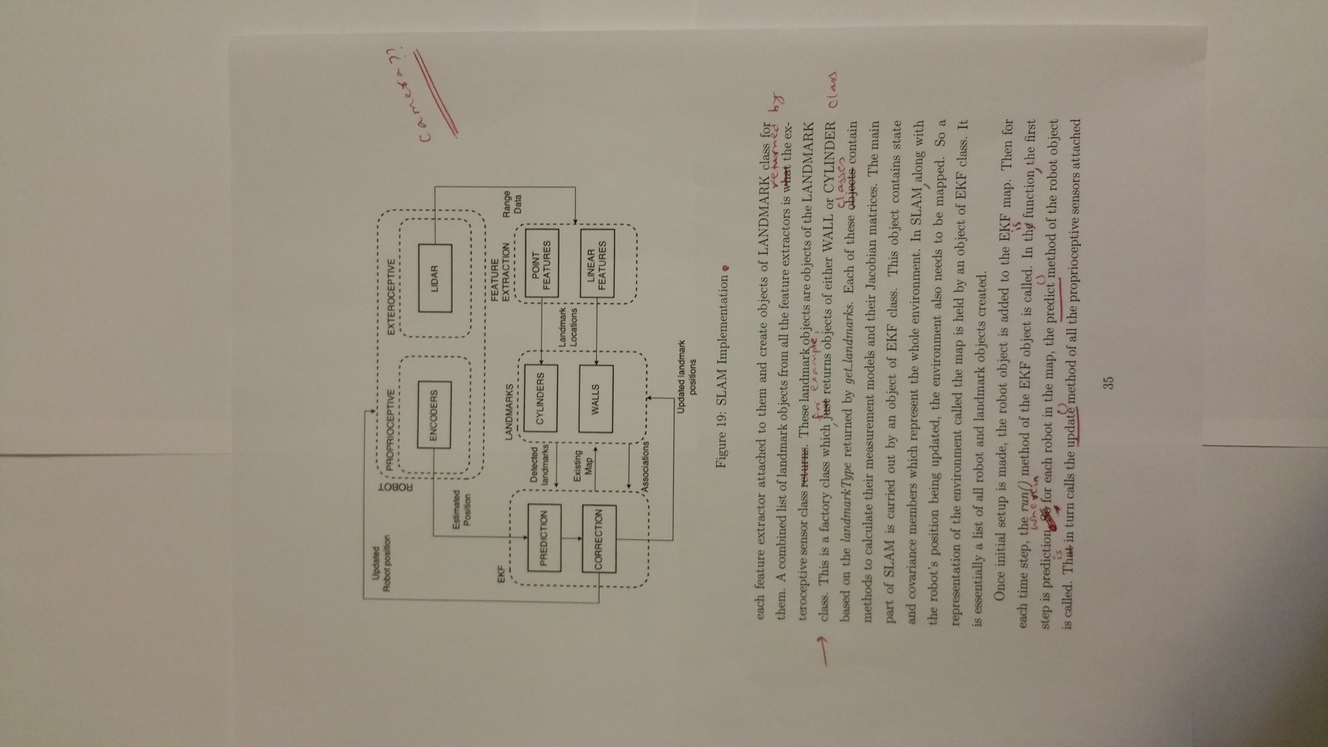 camera??
Updated
Robot position
ROBOT
PROPRIOCEPTIVE
EXTEROCEPTIVE
ENCODERS
LIDAR
Estimated
Position
Range
Data
EKF
LANDMARKS
FEATURE
EXTRACTION
PREDICTION
Detected
landmarks
CYLINDERS
Landmark
Locations
POINT
FEATURES
CORRECTION
Existing
Map
WALLS
LINEAR
FEATURES
Associations
Updated landmark
positions
Figure 19: SLAM Implementation.
each feature extractor attached to them and create objects of LANDMARK class for
returned by
them. A combined list of landmark objects from all the feature extractors is what the ex-
teroceptive sensor class returns. These landmark objects are objects of the LANDMARK
for example, class
class. This is a factory class which just returns objects of either WALL or CYLINDER
classes
based on the landmarkType returned by get_landmarks. Each of these objects contain
methods to calculate their measurement models and their Jacobian matrices. The main
part of SLAM is carried out by an object of EKF class. This object contains state
and covariance members which represent the whole environment. In SLAM, along with
the robot's position being updated, the environment also needs to be mapped. So a
representation of the environment called the map is held by an object of EKF class. It
is essentially a list of all robot and landmark objects created.
Once initial setup is made, the robot object is added to the EKF map. Then for
is
each time step, the run() method of the EKF object is called. In thy function, the first
wherein ()
step is prediction. So for each robot in the map, the predict method of the robot object
is ()
is called. That in turn calls the update method of all the proprioceptive sensors attached
35